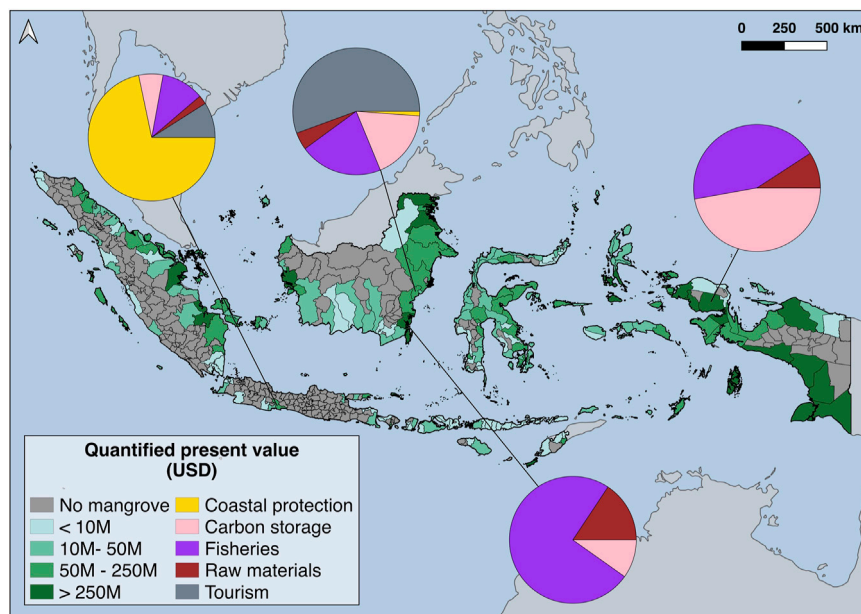 0 250 500 km
Quantified present value
(USD)
No mangrove
< 10M
10M- 50M
50M - 250M
> 250M
Coastal protection
Carbon storage
Fisheries
Raw materials
Tourism